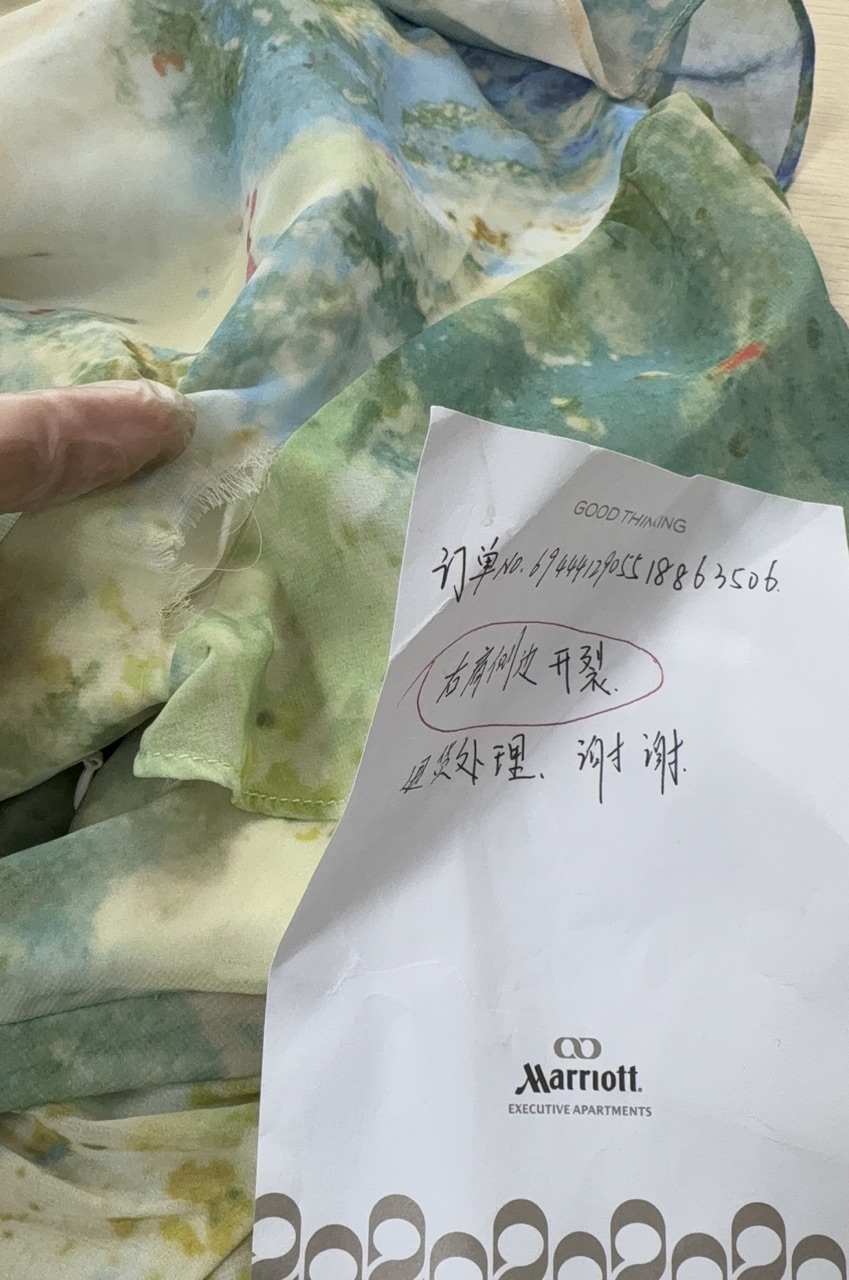 GOOD THINKING
订单NO. 6944412905518863506.
右肩侧边 开裂.
退货处理、谢谢.
Marriott.
EXECUTIVE APARTMENTS